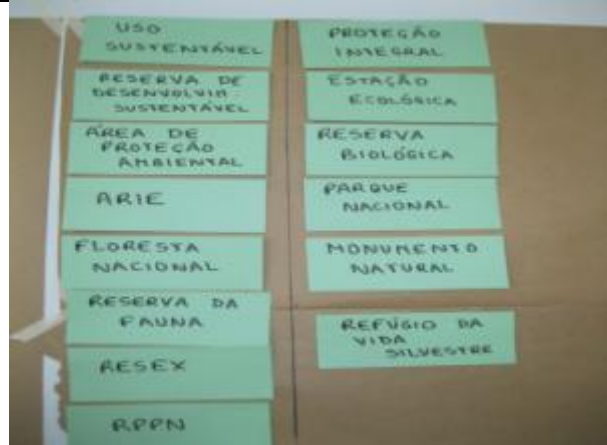 USO
SUSTENTÁVEL
RESERVA DE
DESENVOLVIM
SUSTENTÁVEL
ÁREA DE
PROTEÇÃO
AMBIENTAL
ARIE
FLORESTA
NACIONAL
RESERVA DA
FAUNA
RESEX
RPPN
PROTEÇÃO
INTEGRAL
ESTAÇÃO
ECOLÓGICA
RESERVA
BIOLÓGICA
PARQUE
NACIONAL
MONUMENTO
NATURAL
REFÚGIO DA
VIDA
SILVESTRE